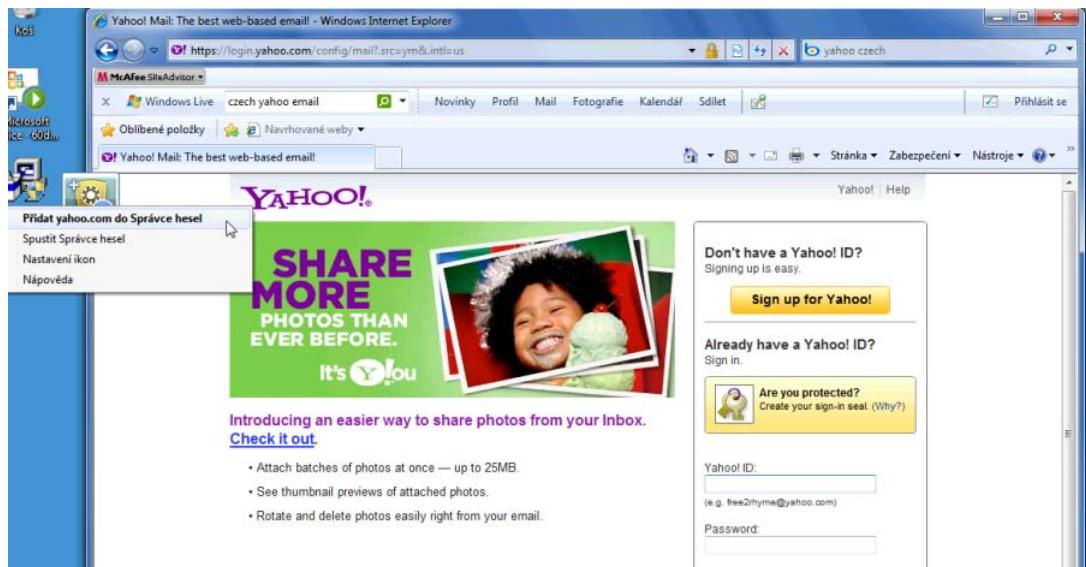 Koš
Yahoo! Mail: The best web-based email! - Windows Internet Explorer
https://login.yahoo.com/config/mail?.src=ym&.intl=us
yahoo czech
McAfee SiteAdvisor
X Windows Live czech yahoo email Novinky Profil Mail Fotografie Kalendář Sdílet Přihlásit se
Oblíbené položky Navrhované weby
Yahoo! Mail: The best web-based email! Stránka Zabezpečení Nástroje
YAHOO!
Yahoo! Help
Přidat yahoo.com do Správce hesel
Spustit Správce hesel
Nastavení ikon
Nápověda
SHARE
MORE
PHOTOS THAN
EVER BEFORE.
It's Y!ou
Introducing an easier way to share photos from your Inbox.
Check it out.
• Attach batches of photos at once — up to 25MB.
• See thumbnail previews of attached photos.
• Rotate and delete photos easily right from your email.
Don't have a Yahoo! ID?
Signing up is easy.
Sign up for Yahoo!
Already have a Yahoo! ID?
Sign in.
Are you protected?
Create your sign-in seal. (Why?)
Yahoo! ID:
(e.g. free2rhyme@yahoo.com)
Password: